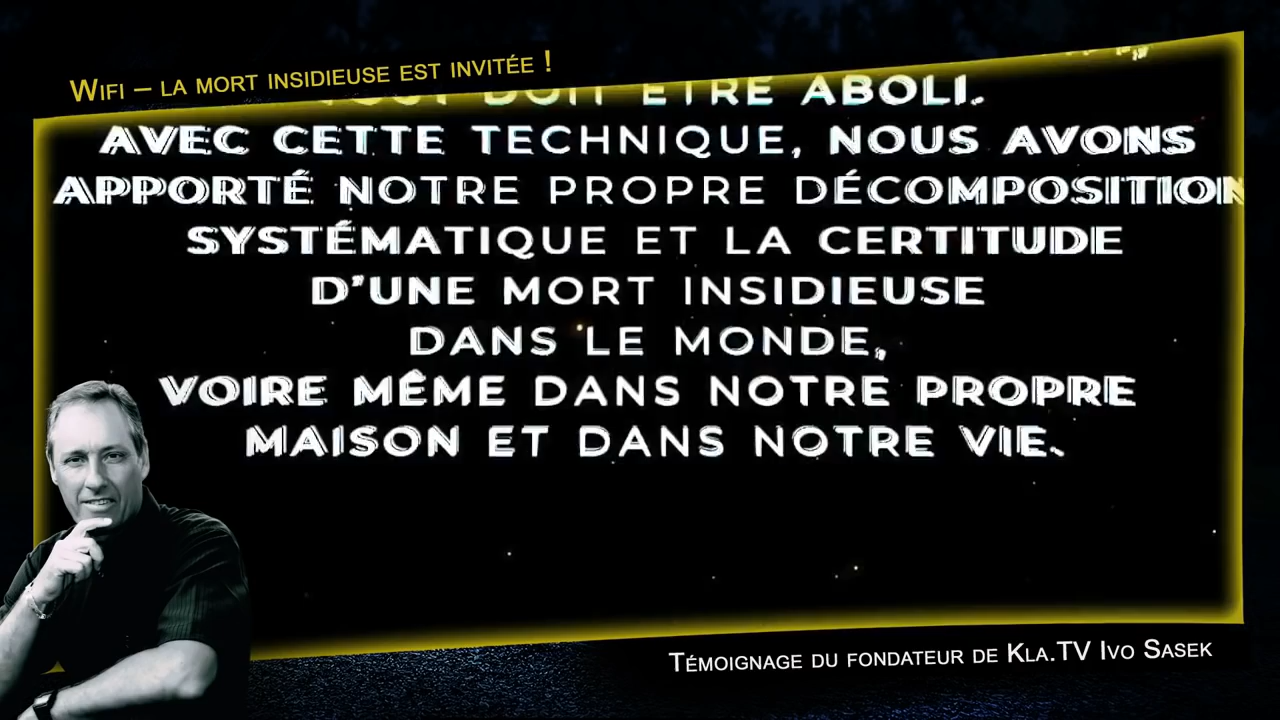 Wifi – la mort insidieuse est invitée !
DOIT ETRE ABOLI.
AVEC CETTE TECHNIQUE, NOUS AVONS
APPORTÉ NOTRE PROPRE DÉCOMPOSITION
SYSTÉMATIQUE ET LA CERTITUDE
D'UNE MORT INSIDIEUSE
DANS LE MONDE,
VOIRE MÊME DANS NOTRE PROPRE
MAISON ET DANS NOTRE VIE.
Témoignage du fondateur de Kla.TV Ivo Sasek